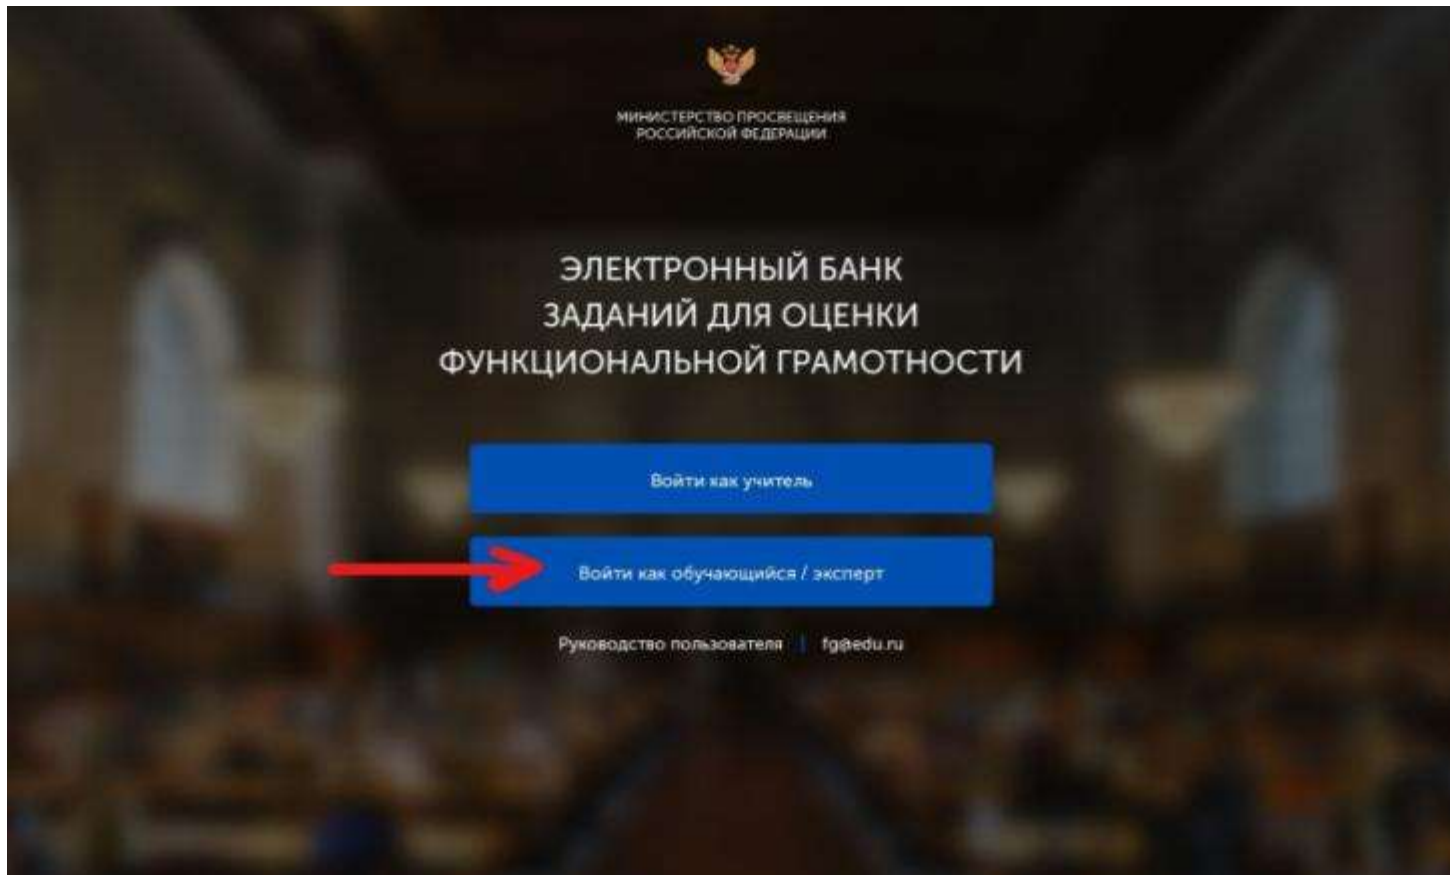 МИНИСТЕРСТВО ПРОСВЕЩЕНИЯ
РОССИЙСКОЙ ФЕДЕРАЦИИ
ЭЛЕКТРОННЫЙ БАНК
ЗАДАНИЙ ДЛЯ ОЦЕНКИ
ФУНКЦИОНАЛЬНОЙ ГРАМОТНОСТИ
Войти как учитель
Войти как обучающийся / эксперт
Руководство пользователя | fg@edu.ru